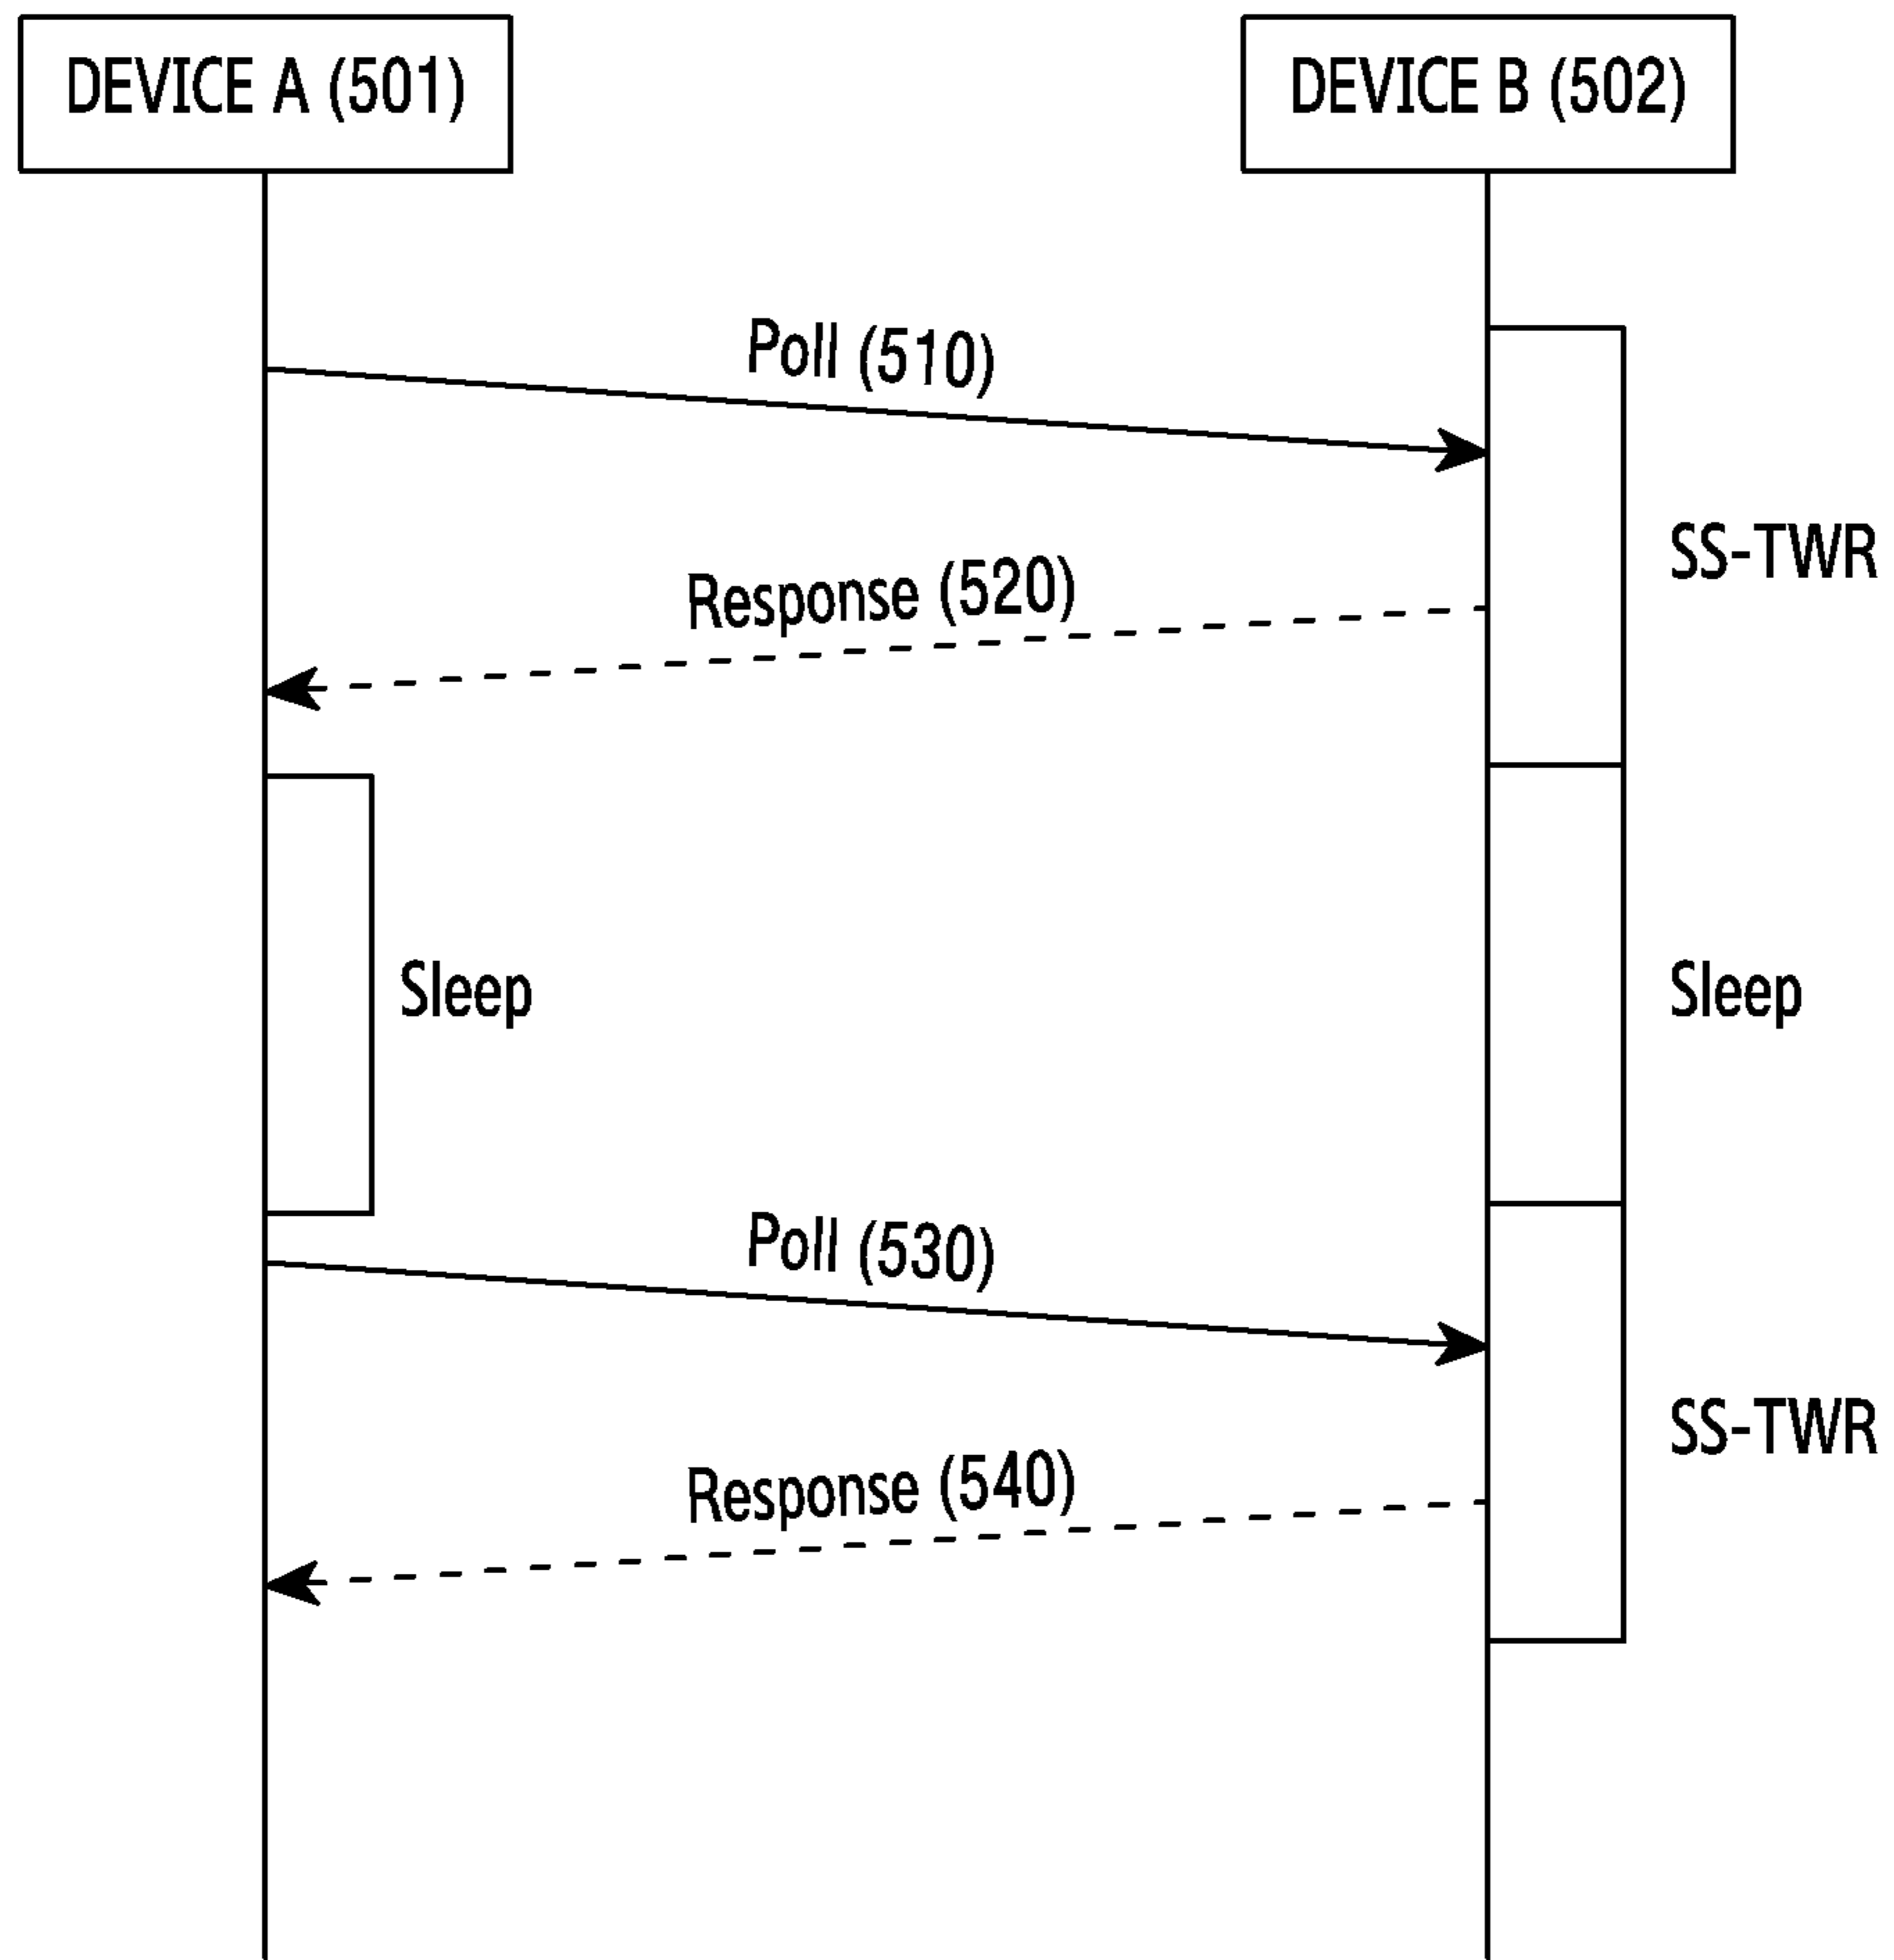 DEVICE A (501)
DEVICE B (502)
Poll (510)
SS-TWR
Response (520)
Sleep
Sleep
Poll (530)
SS-TWR
Response (540)